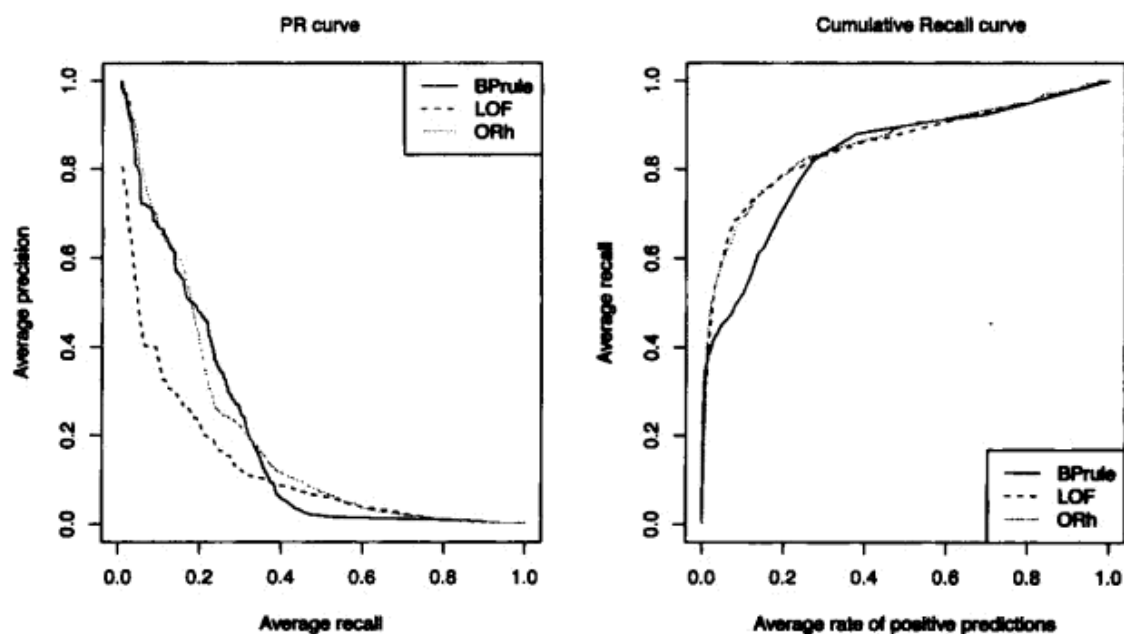 PR curve
1.0
0.8
0.6
0.4
0.2
0.0
Average precision
BPrule
LOF
ORh
0.0 0.2 0.4 0.6 0.8 1.0
Average recall
Cumulative Recall curve
1.0
0.8
0.6
0.4
0.2
0.0
Average recall
BPrule
LOF
ORh
0.0 0.2 0.4 0.6 0.8 1.0
Average rate of positive predictions